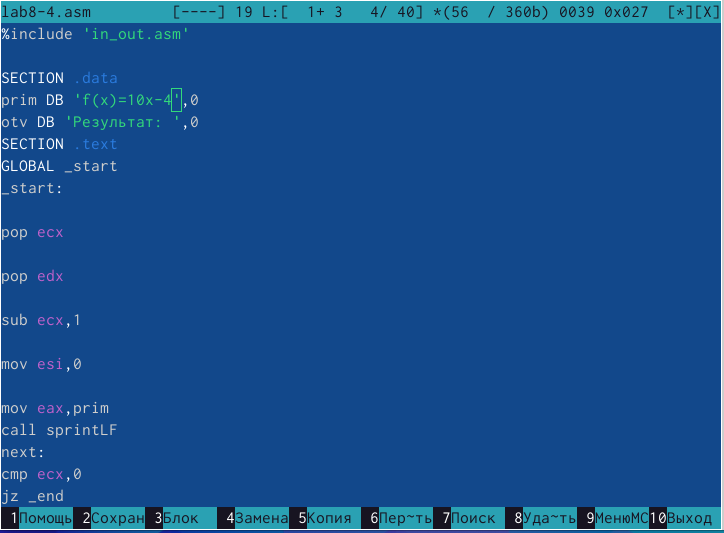 lab8-4.asm [----] 19 L:[ 1+ 3 4/ 40] *(56 / 360b) 0039 0x027 [*][X]
%include 'in_out.asm'
SECTION .data
prim DB 'f(x)=10x-4',0
otv DB 'Результат: ',0
SECTION .text
GLOBAL _start
_start:
pop ecx
pop edx
sub ecx,1
mov esi,0
mov eax,prim
call sprintLF
next:
cmp ecx,0
jz _end
1Помощь 2Сохран 3Блок 4Замена 5Копия 6Пер~ть 7Поиск 8Уда~ть 9МенюMC 10Выход